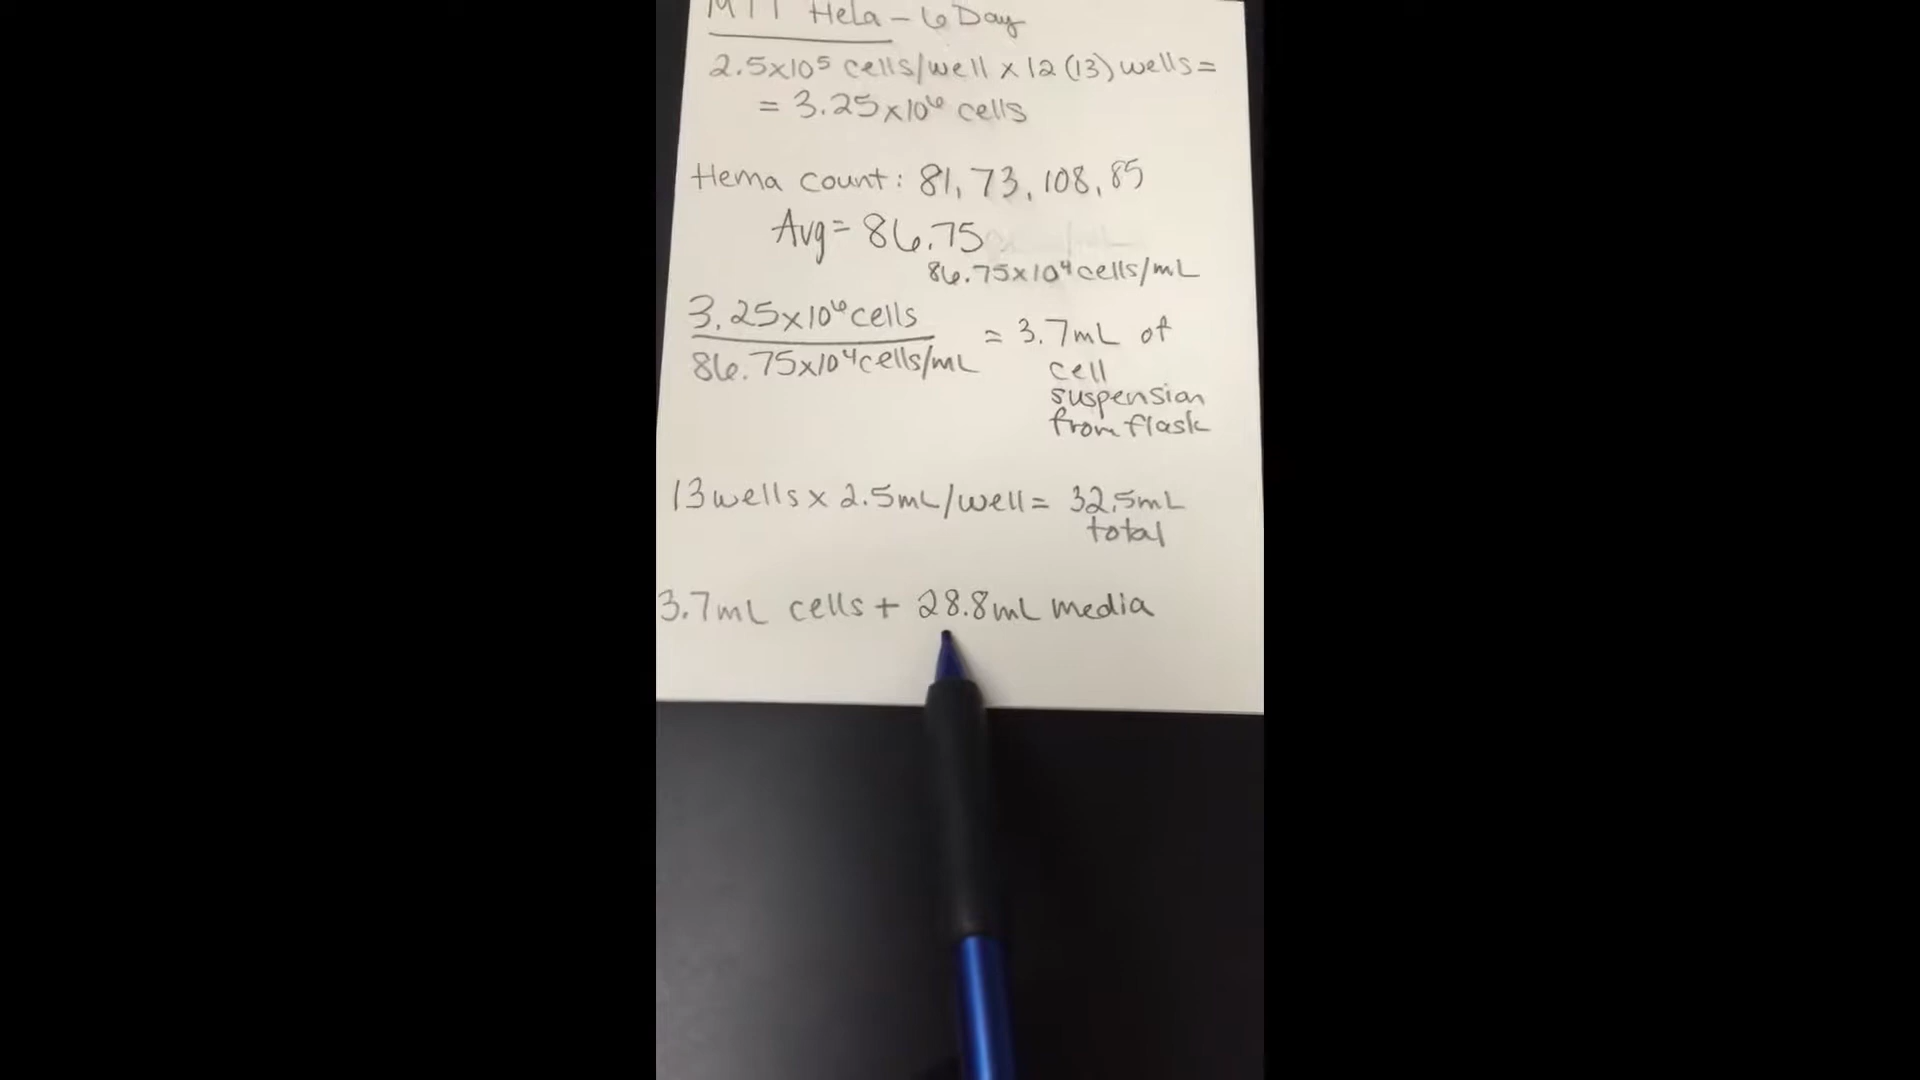 MTT Hela - 6 Day
2.5x10⁵ cells/well x 12 (13) wells =
= 3.25x10⁶ cells
Hema count: 81, 73, 108, 85
Avg = 86.75
86.75x10⁴ cells/mL
3.25x10⁶ cells
86.75x10⁴ cells/mL
= 3.7mL of
cell
suspension
from flask
13 wells x 2.5mL/well = 32.5mL
total
3.7mL cells + 28.8mL media